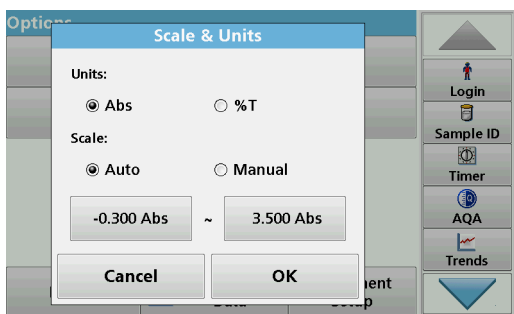 Options
Scale & Units
Units:
Abs
%T
Scale:
Auto
Manual
-0.300 Abs ~ 3.500 Abs
Cancel
OK
Login
Sample ID
Timer
AQA
Trends